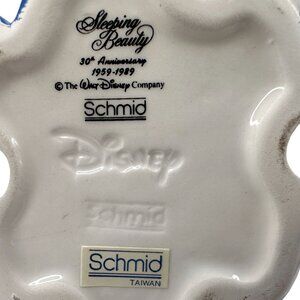 Sleeping
Beauty
30th Anniversary
1959-1989
© The Walt Disney Company
Schmid
Disney
Schmid
Schmid
TAIWAN